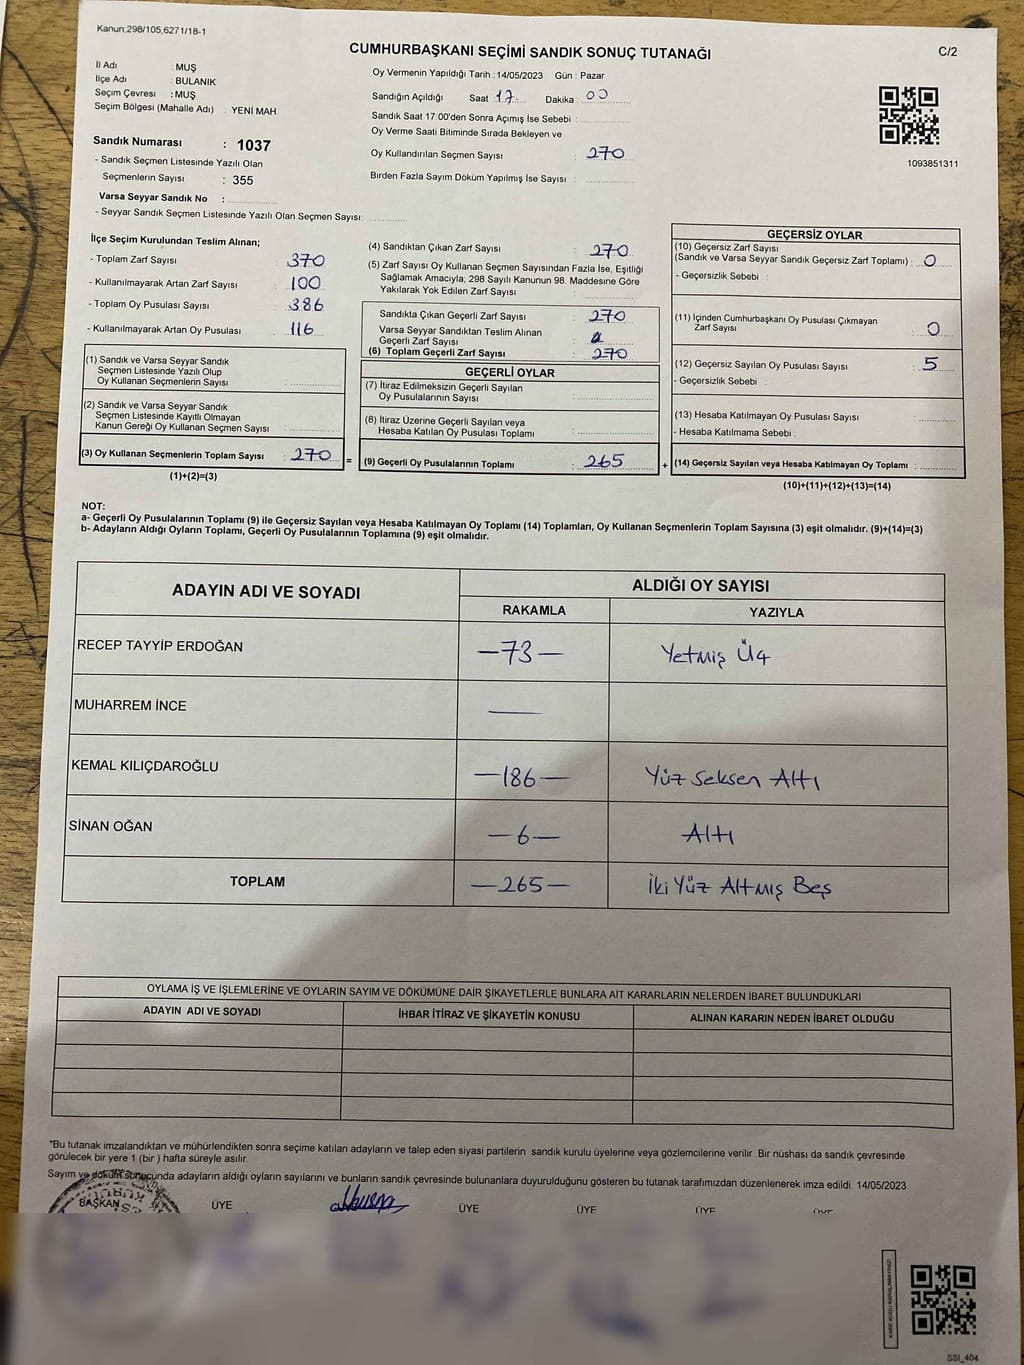 Kanun.298/105,6271/18-1
CUMHURBAŞKANI SEÇİMİ SANDIK SONUÇ TUTANAĞI
C/2
İl Adı : MUŞ
İlçe Adı : BULANIK
Seçim Çevresi : MUŞ
Seçim Bölgesi (Mahalle Adı) : YENİ MAH
Oy Vermenin Yapıldığı Tarih :14/05/2023 Gün : Pazar
Sandığın Açıldığı Saat 17 Dakika : 00
Sandık Saat 17:00'den Sonra Açımış İse Sebebi :
Oy Verme Saati Bitiminde Sırada Bekleyen ve
Oy Kullandırılan Seçmen Sayısı : 270
Birden Fazla Sayım Döküm Yapılmış İse Sayısı :
1093851311
Sandık Numarası : 1037
- Sandık Seçmen Listesinde Yazılı Olan
Seçmenlerin Sayısı : 355
Varsa Seyyar Sandık No :
- Seyyar Sandık Seçmen Listesinde Yazılı Olan Seçmen Sayısı:
İlçe Seçim Kurulundan Teslim Alınan;
- Toplam Zarf Sayısı : 370
- Kullanılmayarak Artan Zarf Sayısı : 100
- Toplam Oy Pusulası Sayısı : 386
- Kullanılmayarak Artan Oy Pusulası : 116
(1) Sandık ve Varsa Seyyar Sandık
Seçmen Listesinde Yazılı Olup
Oy Kullanan Seçmenlerin Sayısı :
(2) Sandık ve Varsa Seyyar Sandık
Seçmen Listesinde Kayıtlı Olmayan
Kanun Gereği Oy Kullanan Seçmen Sayısı :
(3) Oy Kullanan Seçmenlerin Toplam Sayısı : 270 =
(1)+(2)=(3)
(4) Sandıktan Çıkan Zarf Sayısı : 270
(5) Zarf Sayısı Oy Kullanan Seçmen Sayısından Fazla İse, Eşitliği
Sağlamak Amacıyla, 298 Sayılı Kanunun 98. Maddesine Göre
Yakılarak Yok Edilen Zarf Sayısı :
Sandıkta Çıkan Geçerli Zarf Sayısı : 270
Varsa Seyyar Sandıktan Teslim Alınan
Geçerli Zarf Sayısı :
(6) Toplam Geçerli Zarf Sayısı : 270
GEÇERLİ OYLAR
(7) İtiraz Edilmeksizin Geçerli Sayılan
Oy Pusulalarının Sayısı :
(8) İtiraz Üzerine Geçerli Sayılan veya
Hesaba Katılan Oy Pusulası Toplamı :
(9) Geçerli Oy Pusulalarının Toplamı : 265 +
GEÇERSİZ OYLAR
(10) Geçersiz Zarf Sayısı
(Sandık ve Varsa Seyyar Sandık Geçersiz Zarf Toplamı) : 0
- Geçersizlik Sebebi :
(11) İçinden Cumhurbaşkanı Oy Pusulası Çıkmayan
Zarf Sayısı : 0
(12) Geçersiz Sayılan Oy Pusulası Sayısı : 5
- Geçersizlik Sebebi :
(13) Hesaba Katılmayan Oy Pusulası Sayısı :
- Hesaba Katılmama Sebebi :
(14) Geçersiz Sayılan veya Hesaba Katılmayan Oy Toplamı :
(10)+(11)+(12)+(13)=(14)
NOT:
a- Geçerli Oy Pusulalarının Toplamı (9) ile Geçersiz Sayılan veya Hesaba Katılmayan Oy Toplamı (14) Toplamları, Oy Kullanan Seçmenlerin Toplam Sayısına (3) eşit olmalıdır. (9)+(14)=(3)
b- Adayların Aldığı Oyların Toplamı, Geçerli Oy Pusulalarının Toplamına (9) eşit olmalıdır.
ADAYIN ADI VE SOYADI ALDIĞI OY SAYISI
RAKAMLA YAZIYLA
RECEP TAYYİP ERDOĞAN —73— Yetmiş Üç
MUHARREM İNCE —
KEMAL KILIÇDAROĞLU —186— Yüz Seksen Altı
SİNAN OĞAN —6— Altı
TOPLAM —265— İki Yüz Altmış Beş
OYLAMA İŞ VE İŞLEMLERİNE VE OYLARIN SAYIM VE DÖKÜMÜNE DAİR ŞİKAYETLERLE BUNLARA AİT KARARLARIN NELERDEN İBARET BULUNDUKLARI
ADAYIN ADI VE SOYADI İHBAR İTİRAZ VE ŞİKAYETİN KONUSU ALINAN KARARIN NEDEN İBARET OLDUĞU
*Bu tutanak imzalandıktan ve mühürlendikten sonra seçime katılan adayların ve talep eden siyasi partilerin sandık kurulu üyelerine veya gözlemcilerine verilir. Bir nüshası da sandık çevresinde
görülecek bir yere 1 (bir ) hafta süreyle asılır.
Sayım ve döküm sonucunda adayların aldığı oyların sayılarını ve bunların sandık çevresinde bulunanlara duyurulduğunu gösteren bu tutanak tarafımızdan düzenlenerek imza edildi. 14/05/2023
BAŞKAN ÜYE ÜYE ÜYE ÜYE ÜYE
SSI_404